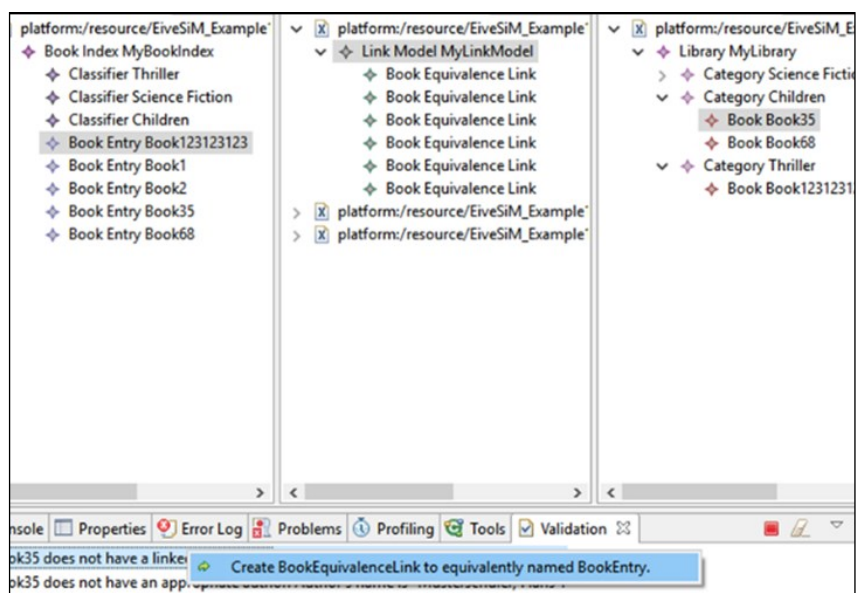 platform:/resource/EiveSiM_Example
Book Index MyBookIndex
Classifier Thriller
Classifier Science Fiction
Classifier Children
Book Entry Book123123123
Book Entry Book1
Book Entry Book2
Book Entry Book35
Book Entry Book68
platform:/resource/EiveSiM_Example
Link Model MyLinkModel
Book Equivalence Link
Book Equivalence Link
Book Equivalence Link
Book Equivalence Link
Book Equivalence Link
Book Equivalence Link
platform:/resource/EiveSiM_Example
platform:/resource/EiveSiM_Example
platform:/resource/EiveSiM_E
Library MyLibrary
Category Science Fictio
Category Children
Book Book35
Book Book68
Category Thriller
Book Book1231231
nsole Properties Error Log Problems Profiling Tools Validation
ok35 does not have a linke
Create BookEquivalenceLink to equivalently named BookEntry.
ok35 does not have an